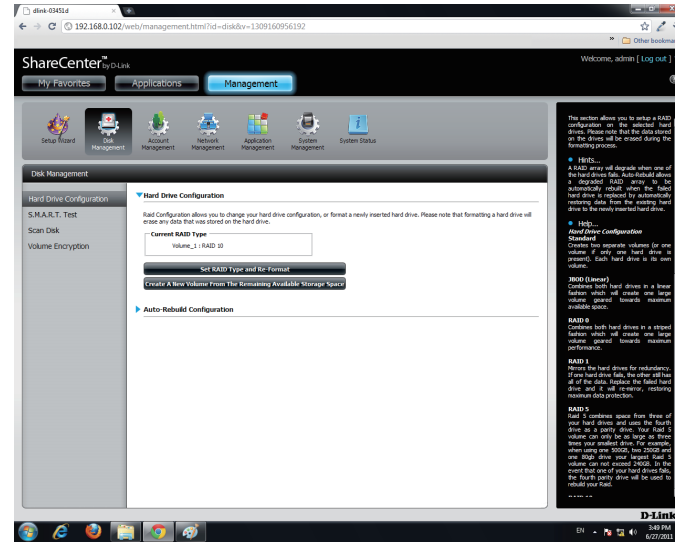 dlink-03451d
192.168.0.102/web/management.html?id=disk&v=1309160956192
» Other bookmar
ShareCenter™ by D-Link
Welcome, admin [ Log out ]
My Favorites
Applications
Management
Setup Wizard
Disk Management
Account Management
Network Management
Application Management
System Management
System Status
Disk Management
Hard Drive Configuration
S.M.A.R.T. Test
Scan Disk
Volume Encryption
Hard Drive Configuration
Raid Configuration allows you to change your hard drive configuration, or format a newly inserted hard drive. Please note that formatting a hard drive will
erase any data that was stored on the hard drive.
Current RAID Type
Volume_1 : RAID 10
Set RAID Type and Re-Format
Create A New Volume From The Remaining Available Storage Space
Auto-Rebuild Configuration
This section allows you to setup a RAID
configuration on the selected hard
drives. Please note that the data stored
on the drives will be erased during the
formatting process.
Hints...
A RAID array will degrade when one of
the hard drives fails. Auto-Rebuild allows
a degraded RAID array to be
automatically rebuilt when the failed
hard drive is replaced by automatically
restoring data from the existing hard
drive to the newly inserted hard drive.
Help...
Hard Drive Configuration
Standard
Creates two separate volumes (or one
volume if only one hard drive is
present). Each hard drive is its own
volume.
JBOD (Linear)
Combines both hard drives in a linear
fashion which will create one large
volume geared towards maximum
available space.
RAID 0
Combines both hard drives in a striped
fashion which will create one large
volume geared towards maximum
performance.
RAID 1
Mirrors the hard drives for redundancy.
If one hard drive fails, the other still has
all of the data. Replace the failed hard
drive and it will re-mirror, restoring
maximum data protection.
RAID 5
Raid 5 combines space from three of
your hard drives and uses the fourth
drive as a parity drive. Your Raid 5
volume can only be as large as three
times your smallest drive. For example,
when using one 500GB, two 250GB and
one 80gb drive your largest Raid 5
volume can not exceed 240GB. In the
event that one of your hard drives fails,
the fourth parity drive will be used to
rebuild your Raid.
D-Link
EN
3:49 PM
6/27/2011